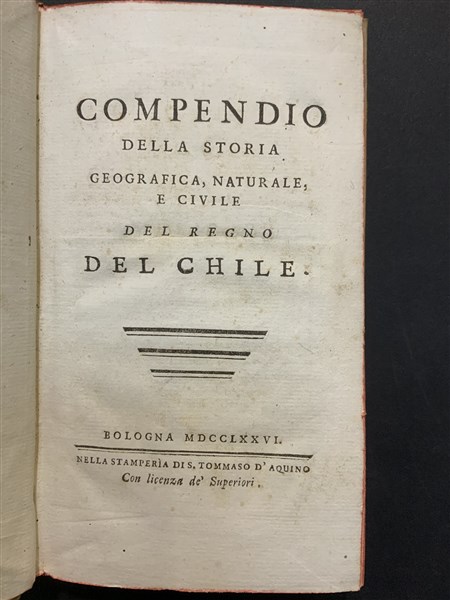 COMPENDIO
DELLA STORIA
GEOGRAFICA, NATURALE,
E CIVILE
DEL REGNO
DEL CHILE.
BOLOGNA MDCCLXXVI.
NELLA STAMPERIA DI S. TOMMASO D' AQUINO
Con licenza de' Superiori.